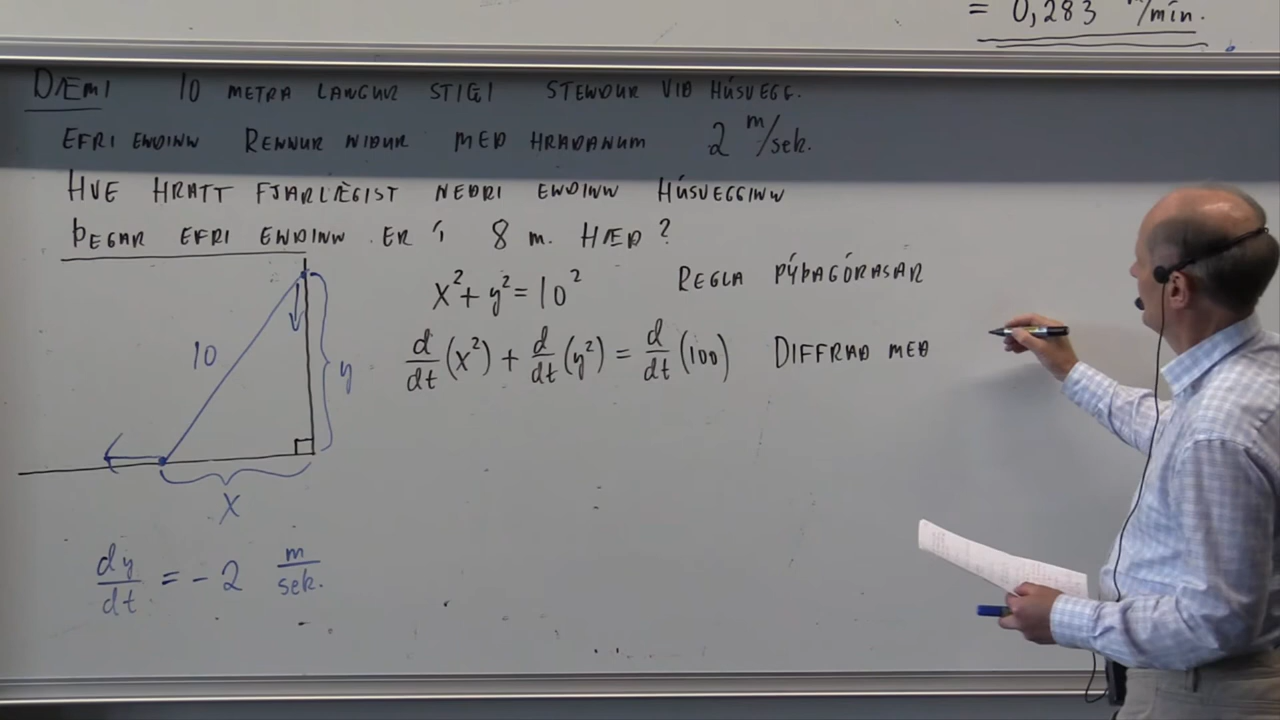 = 0,283 m/mín.
DÆMI 10 METRA LANGUR STIGI STENDUR VIÐ HÚSVEGG.
EFRI ENDINN RENNUR NIÐUR MEÐ HRAÐANUM 2 m/sek.
HVE HRATT FJARLÆGIST NEÐRI ENDINN HÚSVEGGINN
ÞEGAR EFRI ENDINN ER Í 8 m. HÆÐ?
x² + y² = 10² REGLA PÝÞAGÓRASAR
d/dt (x²) + d/dt (y²) = d/dt (100) DIFFRAÐ MEÐ
10
y
x
dy/dt = -2 m/sek.